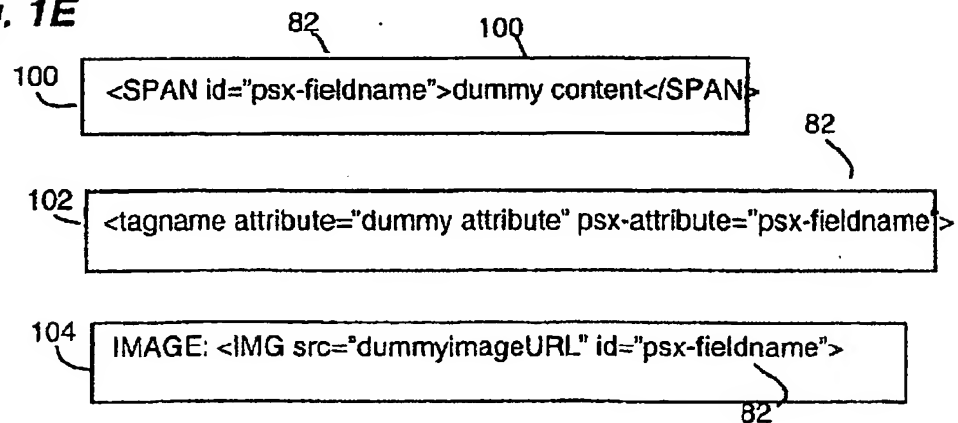 . 1E
82 100
100 <SPAN id="psx-fieldname">dummy content</SPAN>
82
102 <tagname attribute="dummy attribute" psx-attribute="psx-fieldname">
104 IMAGE: <IMG src="dummyimageURL" id="psx-fieldname">
82